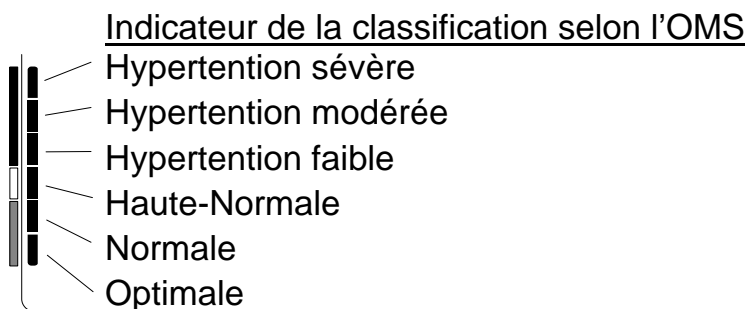 Indicateur de la classification selon l’OMS
Hypertention sévère
Hypertention modérée
Hypertention faible
Haute-Normale
Normale
Optimale